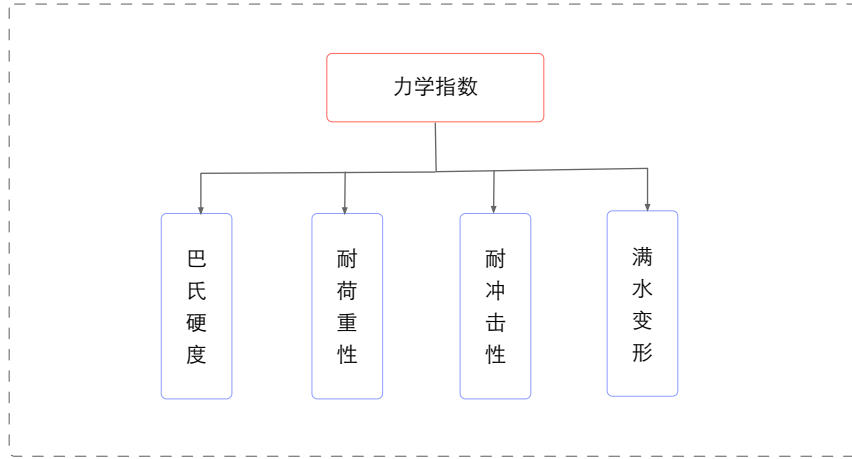 力学指数
巴氏硬度
耐荷重性
耐冲击性
满水变形